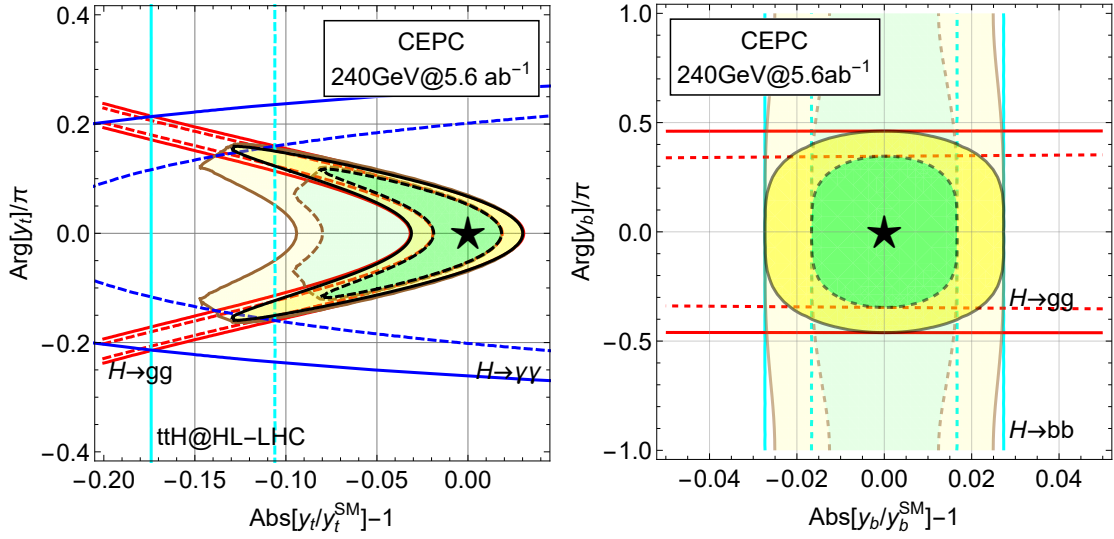 CEPC
240GeV@5.6 ab⁻¹
0.4
0.2
0.0
−0.2
−0.4
Arg[yₜ]/π
H→gg
H→γγ
ttH@HL−LHC
−0.20
−0.15
−0.10
−0.05
0.00
Abs[yₜ/yₜ^SM]−1
CEPC
240GeV@5.6ab⁻¹
1.0
0.5
0.0
−0.5
−1.0
Arg[y_b]/π
H→gg
H→bb
−0.04
−0.02
0.00
0.02
0.04
Abs[y_b/y_b^SM]−1